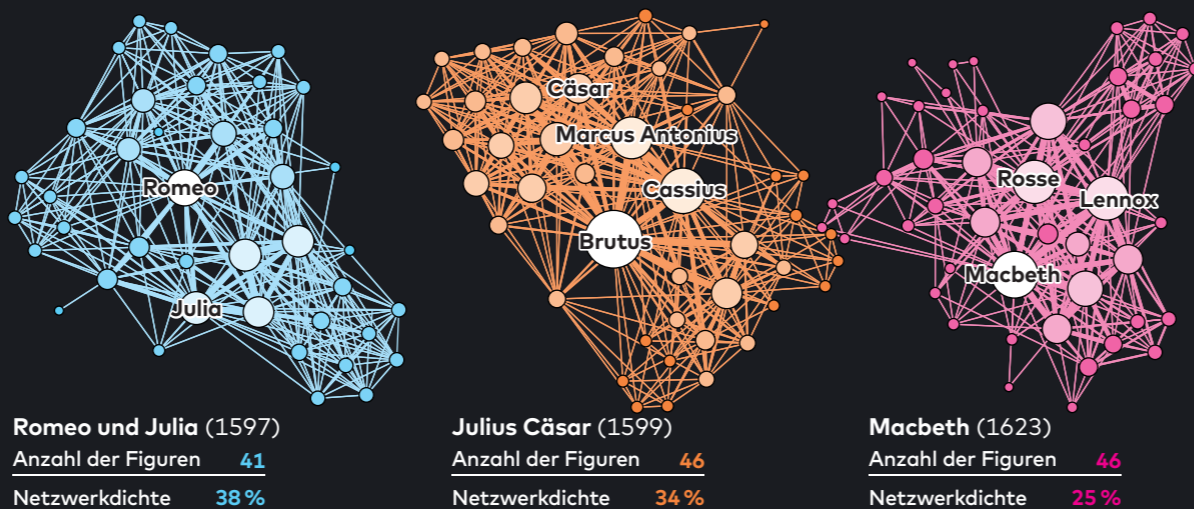 Romeo
Julia
Cäsar
Marcus Antonius
Cassius
Brutus
Rosse
Lennox
Macbeth
Romeo und Julia (1597)
Anzahl der Figuren 41
Netzwerkdichte 38 %
Julius Cäsar (1599)
Anzahl der Figuren 46
Netzwerkdichte 34 %
Macbeth (1623)
Anzahl der Figuren 46
Netzwerkdichte 25 %